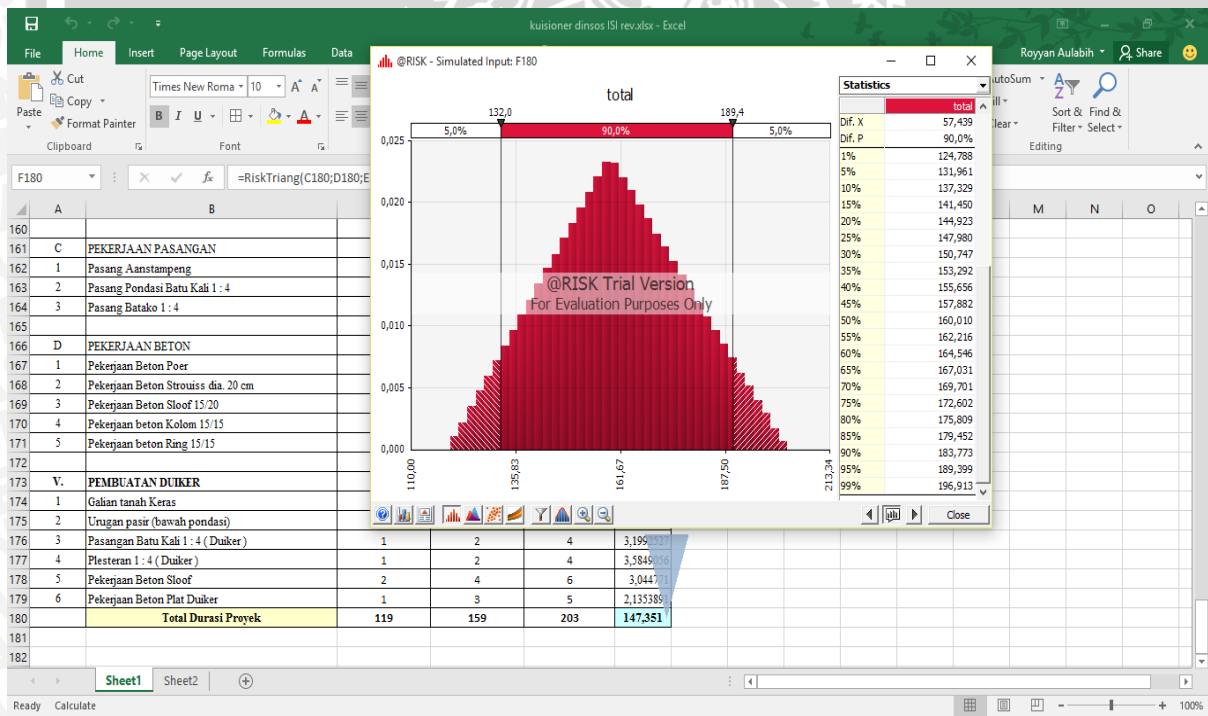 kuisioner dinsos ISI rev.xlsx - Excel
File Home Insert Page Layout Formulas Data
Royyan Aulabih Share
Cut
Copy
Format Painter
Paste
Clipboard
Times New Roma 10
B I U
Font
AutoSum
Sort & Find &
Filter Select
Editing
F180 fx =RiskTriang(C180;D180;E
A B M N O
160
161 C PEKERJAAN PASANGAN
162 1 Pasang Aanstampeng
163 2 Pasang Pondasi Batu Kali 1 : 4
164 3 Pasang Batako 1 : 4
165
166 D PEKERJAAN BETON
167 1 Pekerjaan Beton Poer
168 2 Pekerjaan Beton Strouiss dia. 20 cm
169 3 Pekerjaan Beton Sloof 15/20
170 4 Pekerjaan beton Kolom 15/15
171 5 Pekerjaan beton Ring 15/15
172
173 V. PEMBUATAN DUIKER
174 1 Galian tanah Keras
175 2 Urugan pasir (bawah pondasi)
176 3 Pasangan Batu Kali 1 : 4 ( Duiker ) 1 2 4 3,1992527
177 4 Plesteran 1 : 4 ( Duiker ) 1 2 4 3,5849056
178 5 Pekerjaan Beton Sloof 2 4 6 3,044771
179 6 Pekerjaan Beton Plat Duiker 1 3 5 2,1353891
180 Total Durasi Proyek 119 159 203 147,351
181
182
@RISK - Simulated Input: F180
total
132,0 189,4
5,0% 90,0% 5,0%
0,025
0,020
0,015
0,010
0,005
0,000
110,00 135,83 161,67 187,50 213,34
@RISK Trial Version
For Evaluation Purposes Only
Statistics
total
Dif. X 57,439
Dif. P 90,0%
1% 124,788
5% 131,961
10% 137,329
15% 141,450
20% 144,923
25% 147,980
30% 150,747
35% 153,292
40% 155,656
45% 157,882
50% 160,010
55% 162,216
60% 164,546
65% 167,031
70% 169,701
75% 172,602
80% 175,809
85% 179,452
90% 183,773
95% 189,399
99% 196,913
Close
Sheet1 Sheet2
Ready Calculate 100%